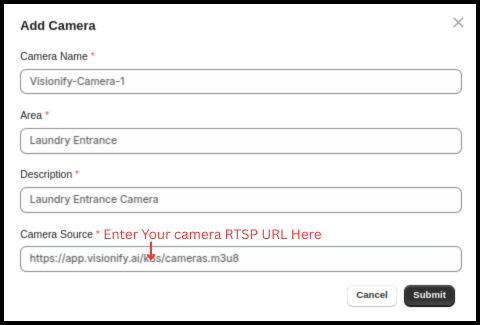 Add Camera
Camera Name *
Visionify-Camera-1
Area *
Laundry Entrance
Description *
Laundry Entrance Camera
Camera Source * Enter Your camera RTSP URL Here
https://app.visionify.ai/k8s/cameras.m3u8
Cancel Submit